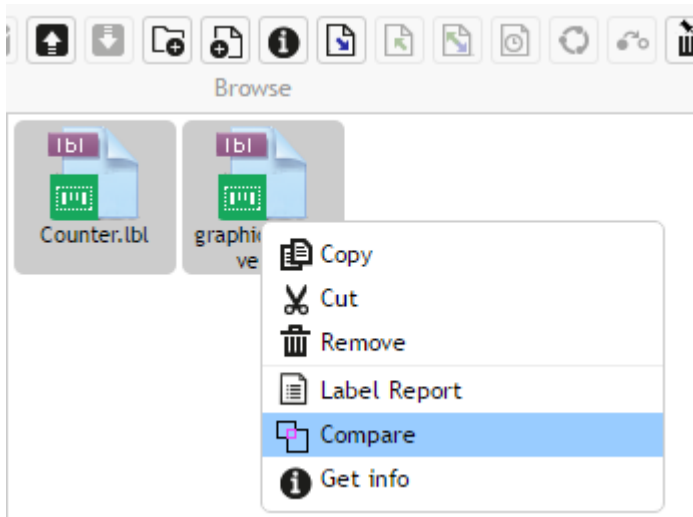 Browse
lbl
lbl
Counter.lbl
graphic
ve
Copy
Cut
Remove
Label Report
Compare
Get info